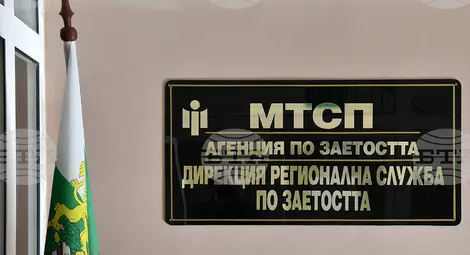 МТСП
АГЕНЦИЯ ПО ЗАЕТОСТТА
ДИРЕКЦИЯ РЕГИОНАЛНА СЛУЖБА
ПО ЗАЕТОСТТА